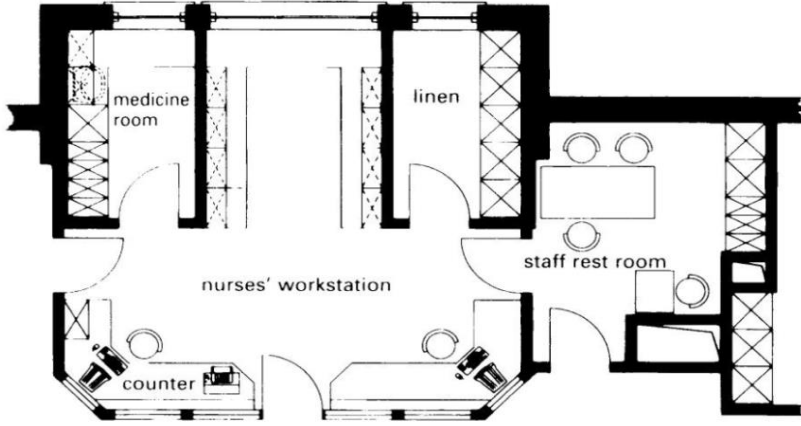 medicine
room
linen
staff rest room
nurses' workstation
counter